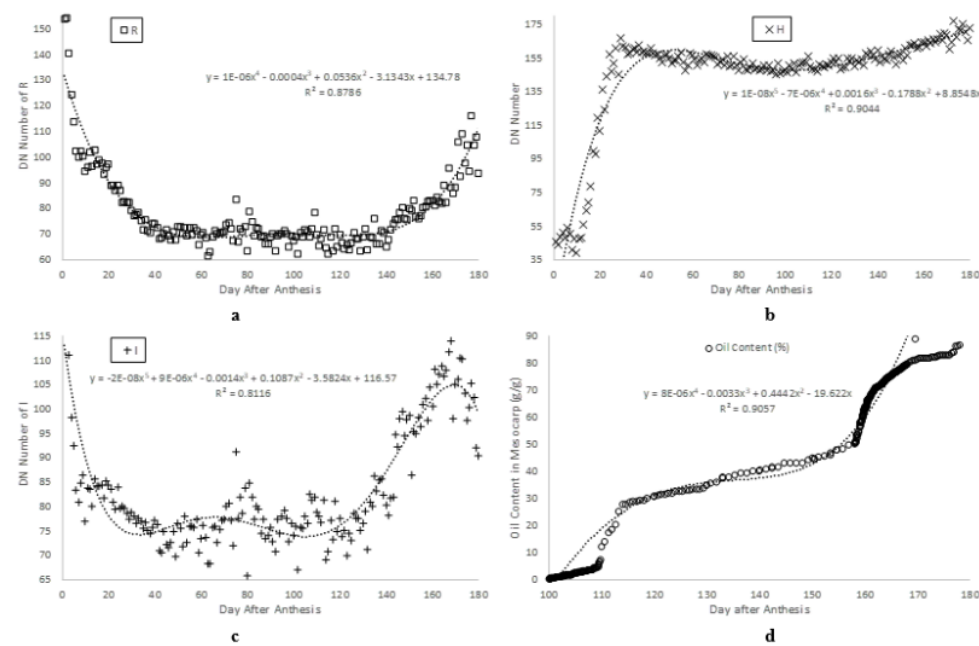 R
y = 1E-06x⁴ - 0.0004x³ + 0.0536x² - 3.1343x + 134.78
R² = 0.8786
DN Number of R
150
140
130
120
110
100
90
80
70
60
0 20 40 60 80 100 120 140 160 180
Day After Anthesis
a
H
y = 1E-08x⁵ - 7E-06x⁴ + 0.0016x³ - 0.1788x² + 8.8548x
R² = 0.9044
DN Number
175
155
135
115
95
75
55
35
0 20 40 60 80 100 120 140 160 180
Day After Anthesis
b
I
y = -2E-08x⁵ + 9E-06x⁴ - 0.0014x³ + 0.1087x² - 3.5824x + 116.57
R² = 0.8116
DN Number of I
115
110
105
100
95
90
85
80
75
70
65
0 20 40 60 80 100 120 140 160 180
Day After Anthesis
c
Oil Content (%)
y = 8E-06x⁴ - 0.0033x³ + 0.4442x² - 19.622x
R² = 0.9057
Oil Content in Mesocarp (g/g)
90
80
70
60
50
40
30
20
10
0
100 110 120 130 140 150 160 170 180
Day after Anthesis
d